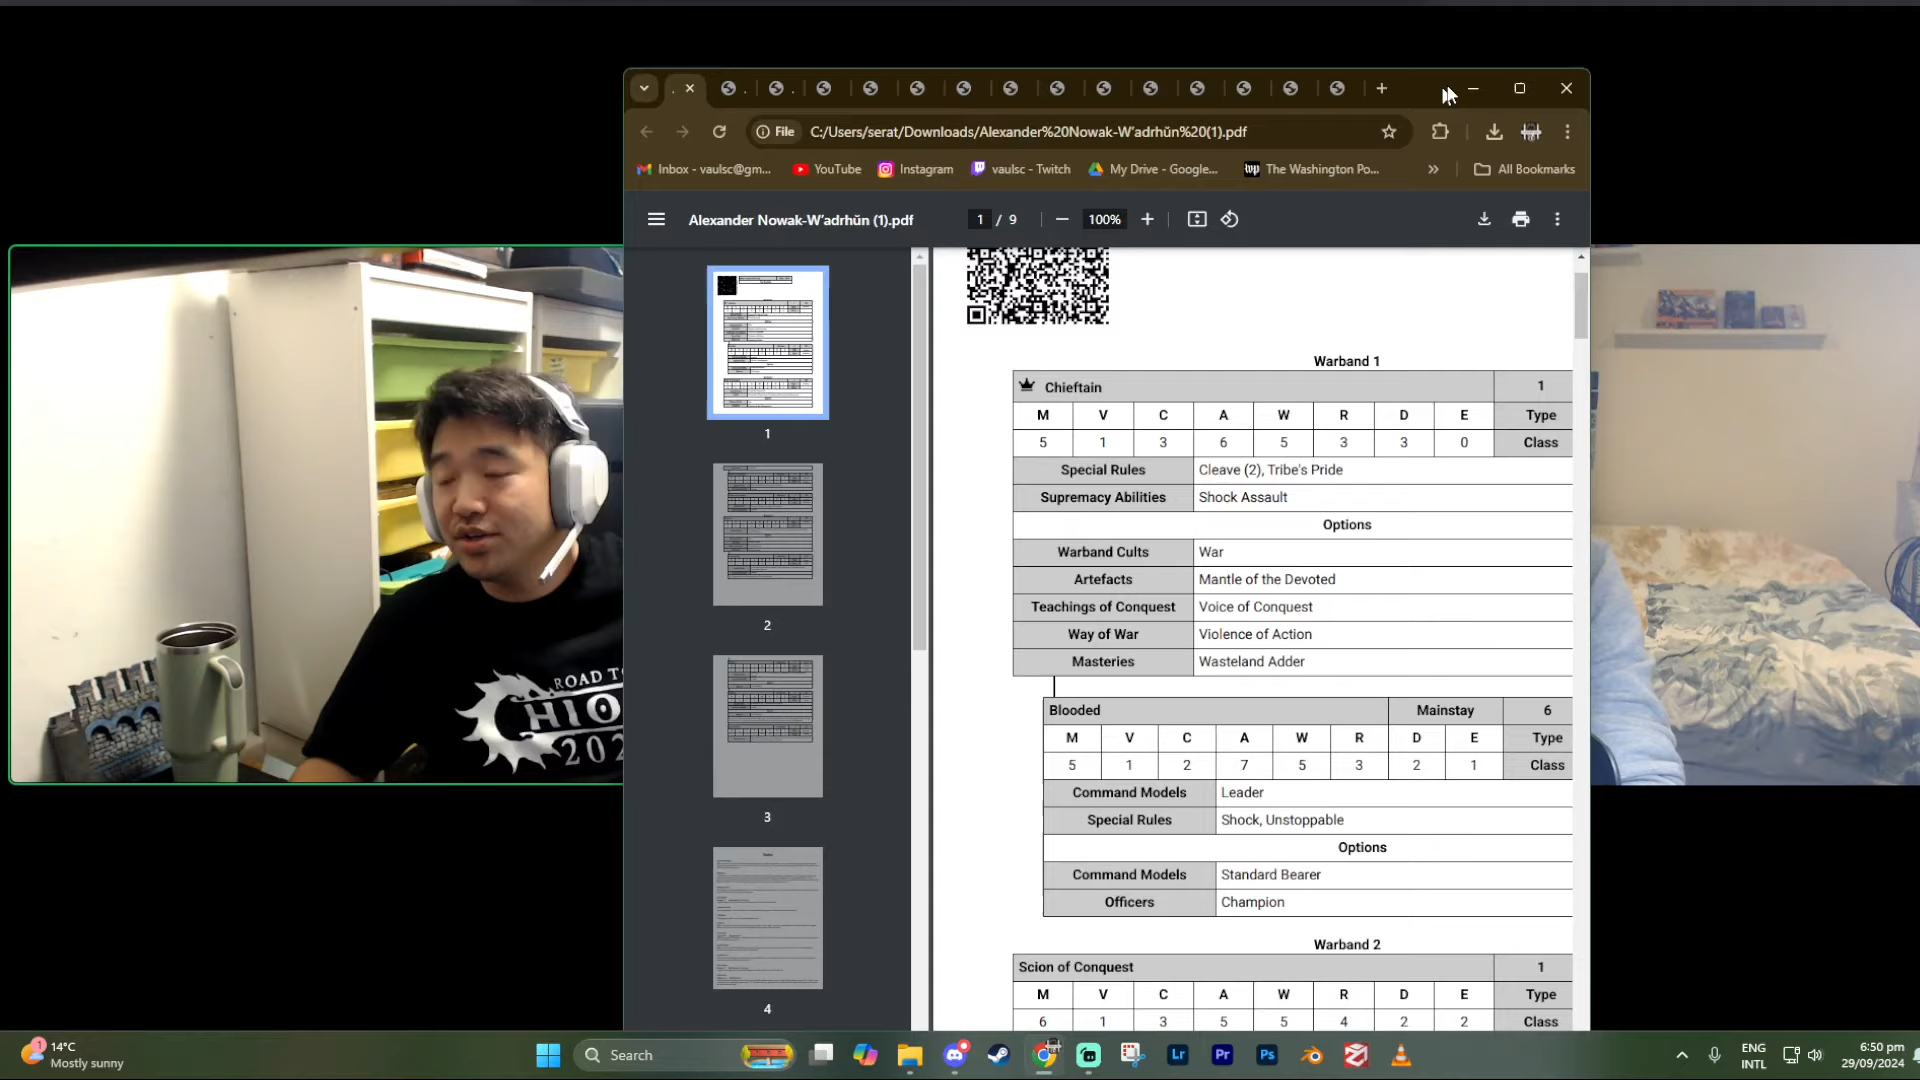 File
C:/Users/serat/Downloads/Alexander%20Nowak-W'adrhŭn%20(1).pdf
Inbox - vaulsc@gm...
YouTube
Instagram
vaulsc - Twitch
My Drive - Google...
The Washington Po...
All Bookmarks
Alexander Nowak-W'adrhŭn (1).pdf
1 / 9
100%
1
2
3
4
Warband 1
Chieftain 1
M V C A W R D E Type
5 1 3 6 5 3 3 0 Class
Special Rules Cleave (2), Tribe's Pride
Supremacy Abilities Shock Assault
Options
Warband Cults War
Artefacts Mantle of the Devoted
Teachings of Conquest Voice of Conquest
Way of War Violence of Action
Masteries Wasteland Adder
Blooded Mainstay 6
M V C A W R D E Type
5 1 2 7 5 3 2 1 Class
Command Models Leader
Special Rules Shock, Unstoppable
Options
Command Models Standard Bearer
Officers Champion
Warband 2
Scion of Conquest 1
M V C A W R D E Type
6 1 3 5 5 4 2 2 Class
ROAD TO
14°C
Mostly sunny
Search
Lr
Pr
Ps
ENG
INTL
6:50 pm
29/09/2024